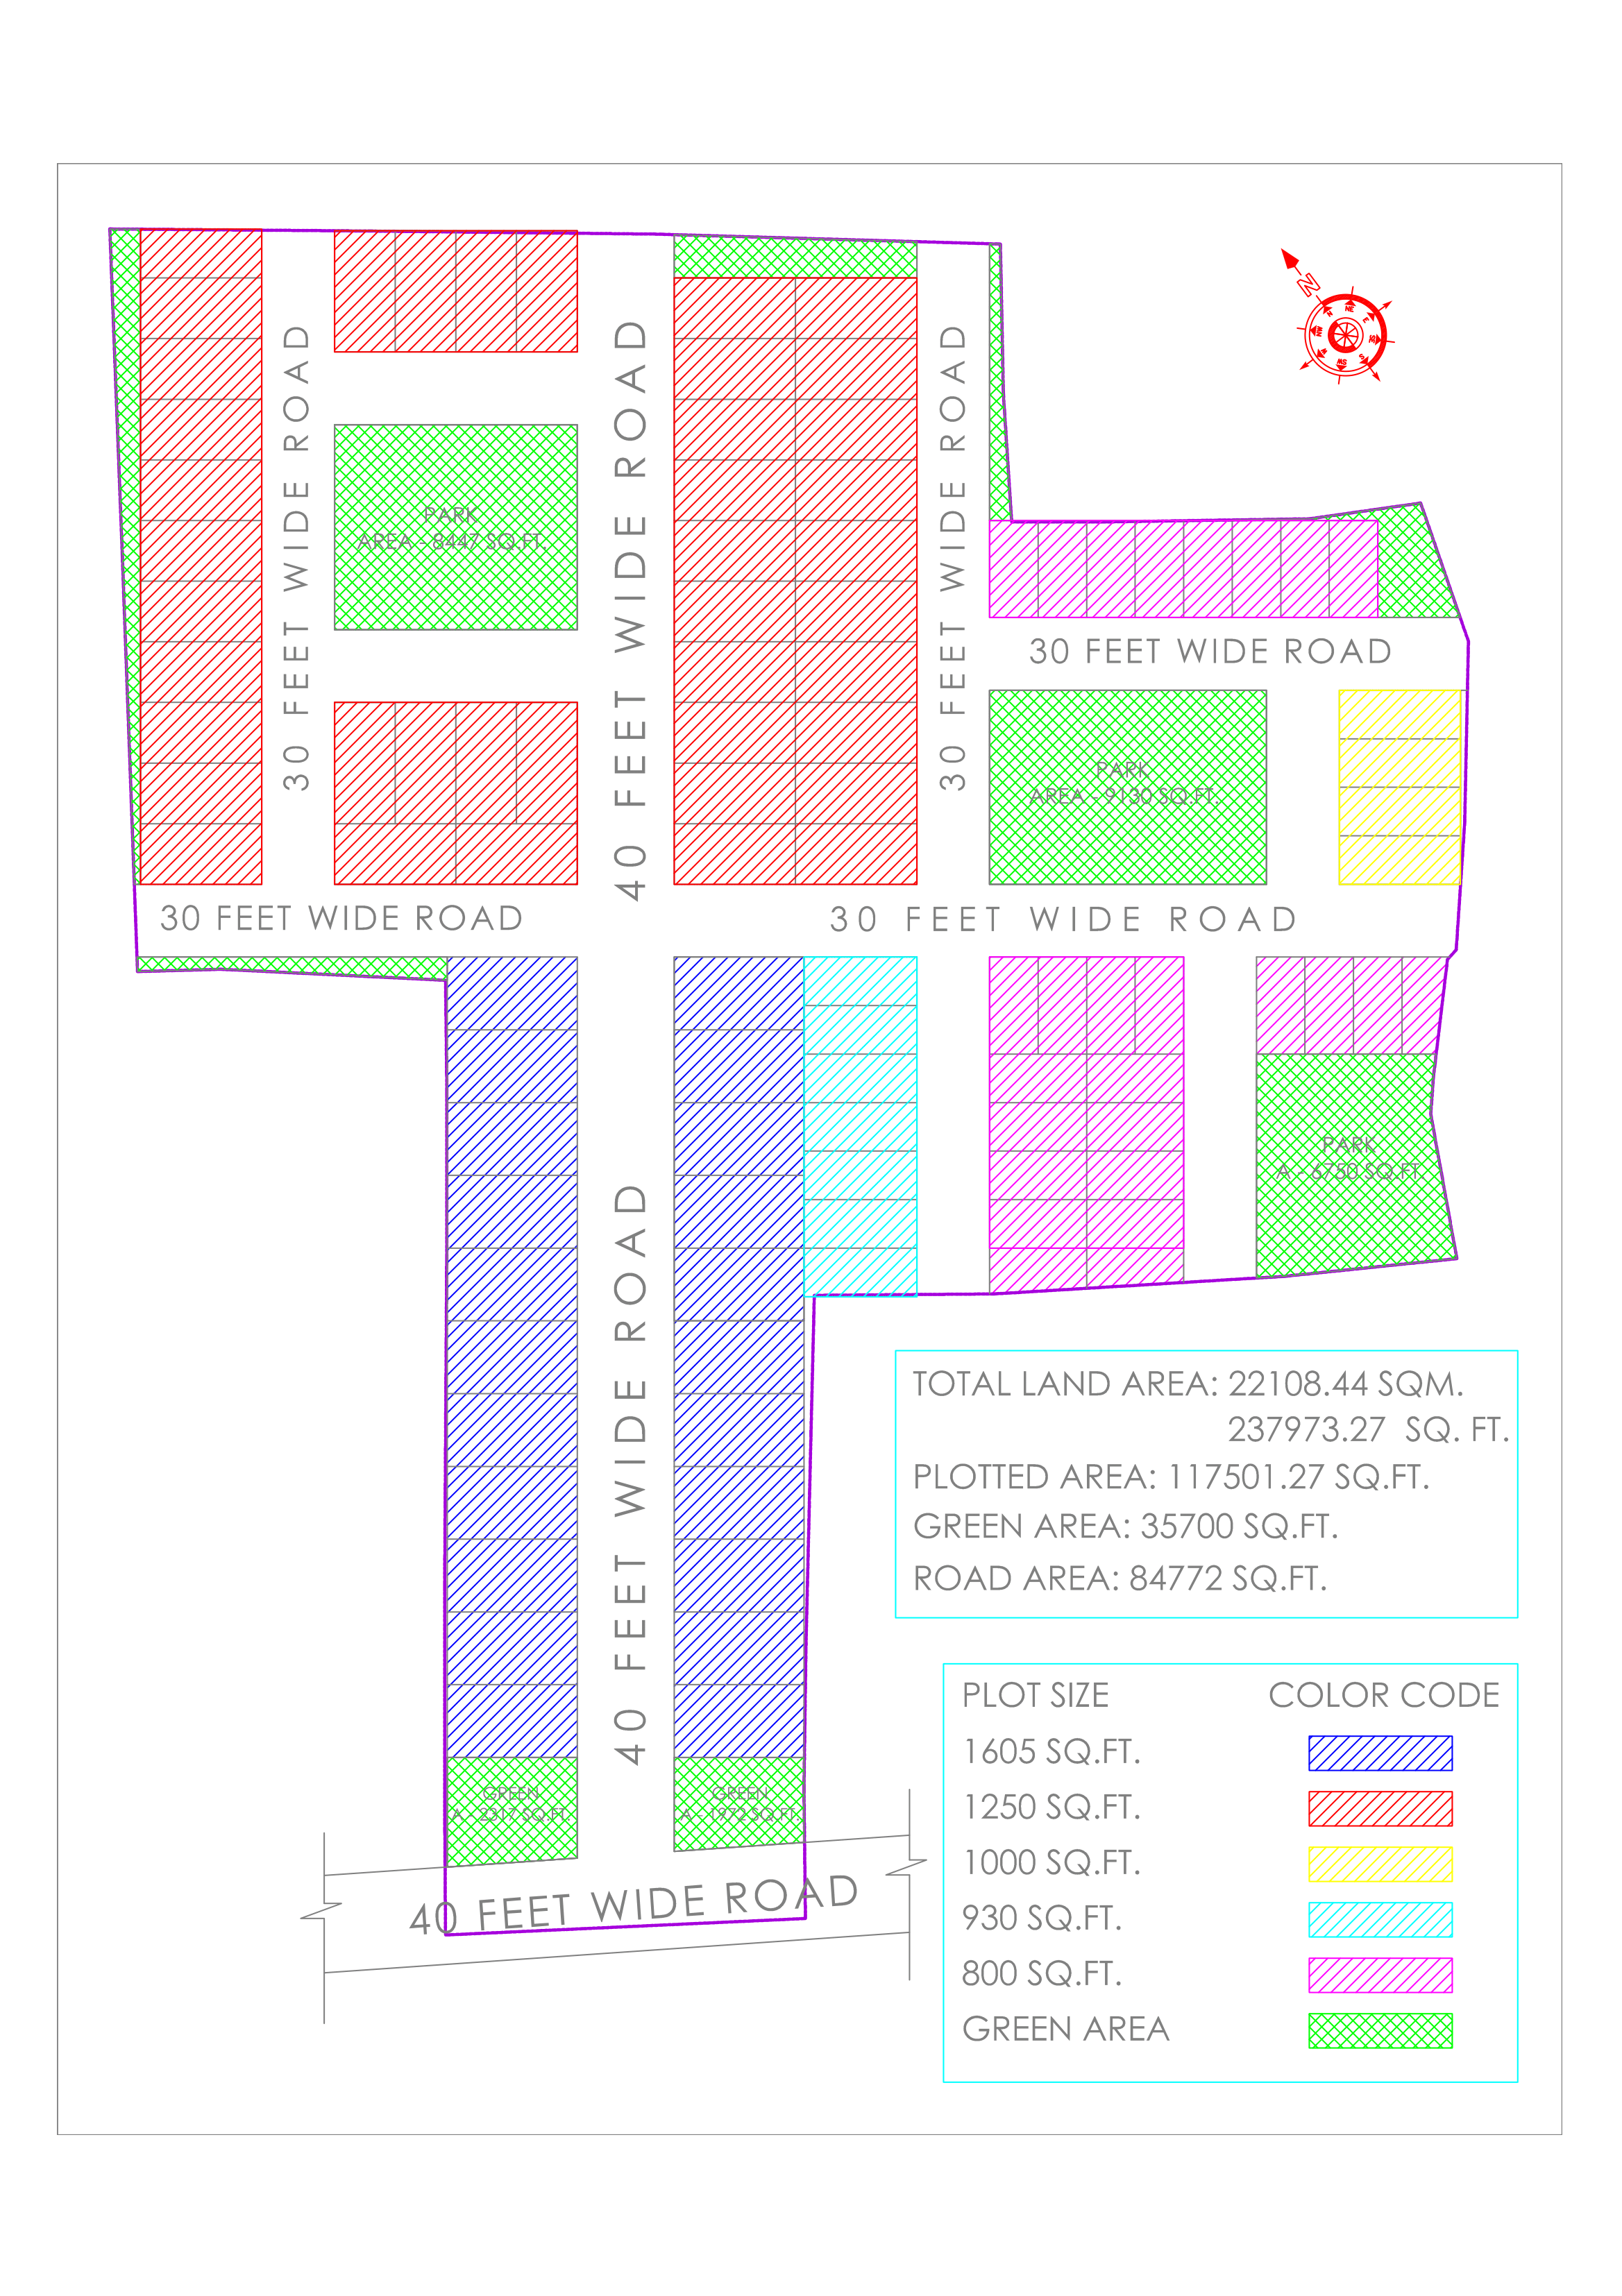 N
NE
E
SE
S
SW
W
NW
N
30 FEET WIDE ROAD
40 FEET WIDE ROAD
30 FEET WIDE ROAD
PARK
AREA - 8447 SQ.FT.
30 FEET WIDE ROAD
PARK
AREA - 9130 SQ.FT.
30 FEET WIDE ROAD
30 FEET WIDE ROAD
PARK
A - 6750 SQ.FT.
40 FEET WIDE ROAD
TOTAL LAND AREA: 22108.44 SQM.
237973.27 SQ. FT.
PLOTTED AREA: 117501.27 SQ.FT.
GREEN AREA: 35700 SQ.FT.
ROAD AREA: 84772 SQ.FT.
PLOT SIZE COLOR CODE
1605 SQ.FT.
1250 SQ.FT.
1000 SQ.FT.
930 SQ.FT.
800 SQ.FT.
GREEN AREA
GREEN
A - 2317 SQ.FT.
GREEN
A - 1972 SQ.FT.
40 FEET WIDE ROAD